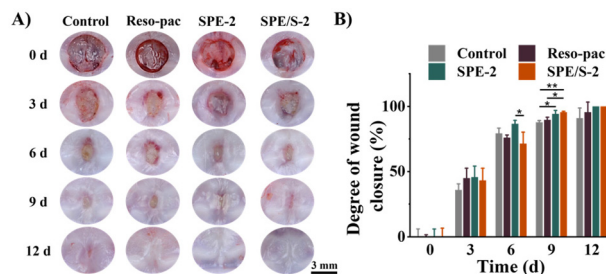 A)
Control Reso-pac SPE-2 SPE/S-2
0 d
3 d
6 d
9 d
12 d
3 mm
B)
Control Reso-pac
SPE-2 SPE/S-2
Degree of wound
closure (%)
100
50
0
*
**
*
*
0 3 6 9 12
Time (d)